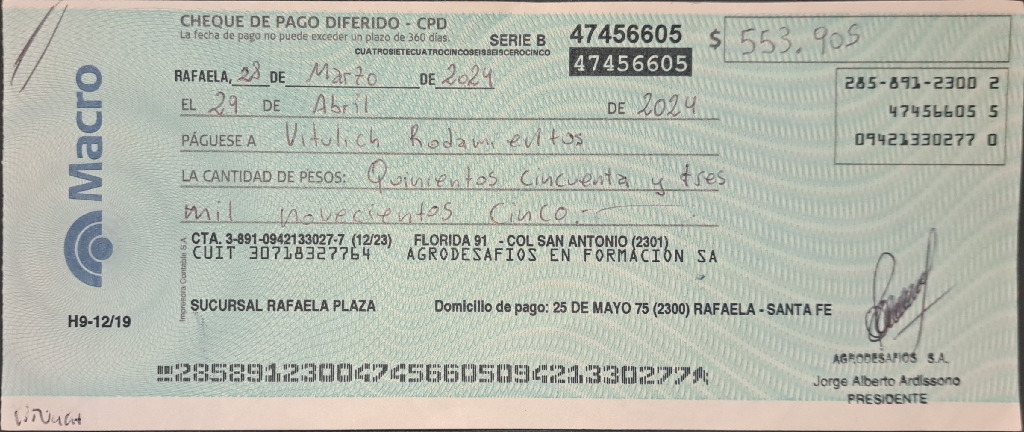 CHEQUE DE PAGO DIFERIDO - CPD
La fecha de pago no puede exceder un plazo de 360 días.
SERIE B 47456605
$ 553.905
CUATROSIETECUATROCINCOSEISSEISCEROCINCO
47456605
RAFAELA, 28 DE Marzo DE 2024
EL 29 DE Abril DE 2024
285-891-2300 2
47456605 5
09421330277 0
PÁGUESE A Vitulich Rodamientos
LA CANTIDAD DE PESOS: Quinientos cincuenta y tres
mil novecientos cinco.-
Macro
CTA. 3-891-0942133027-7 (12/23) FLORIDA 91 - COL SAN ANTONIO (2301)
CUIT 30718327764 AGRODESAFIOS EN FORMACION SA
Impresora Contable S.A
SUCURSAL RAFAELA PLAZA Domicilio de pago: 25 DE MAYO 75 (2300) RAFAELA - SANTA FE
H9-12/19
AGRODESAFIOS S.A.
Jorge Alberto Ardissono
PRESIDENTE
28589123004745660509421330277